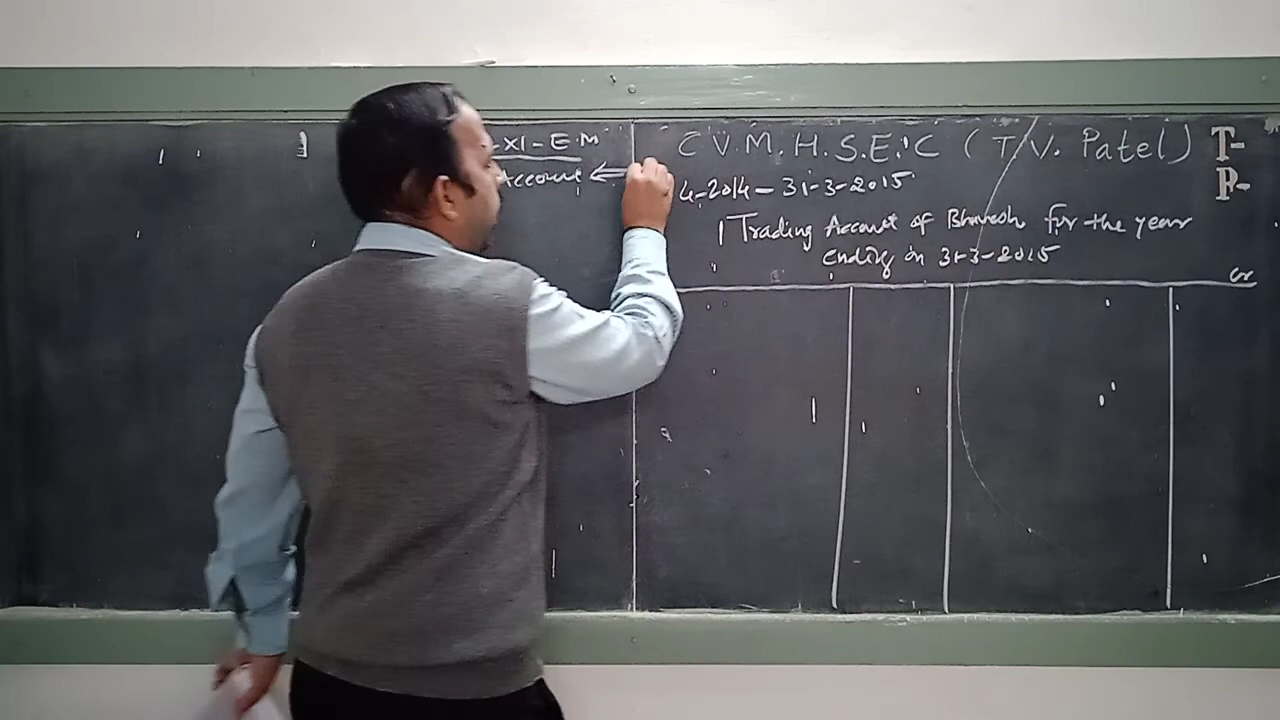 -XI-E.M
Account ⇐
C.V.M.H.S.E.C (T.V. Patel)
T-
P-
4-2014 - 31-3-2015
Trading Account of Bhavesh for the year
ending on 31-3-2015
Cr